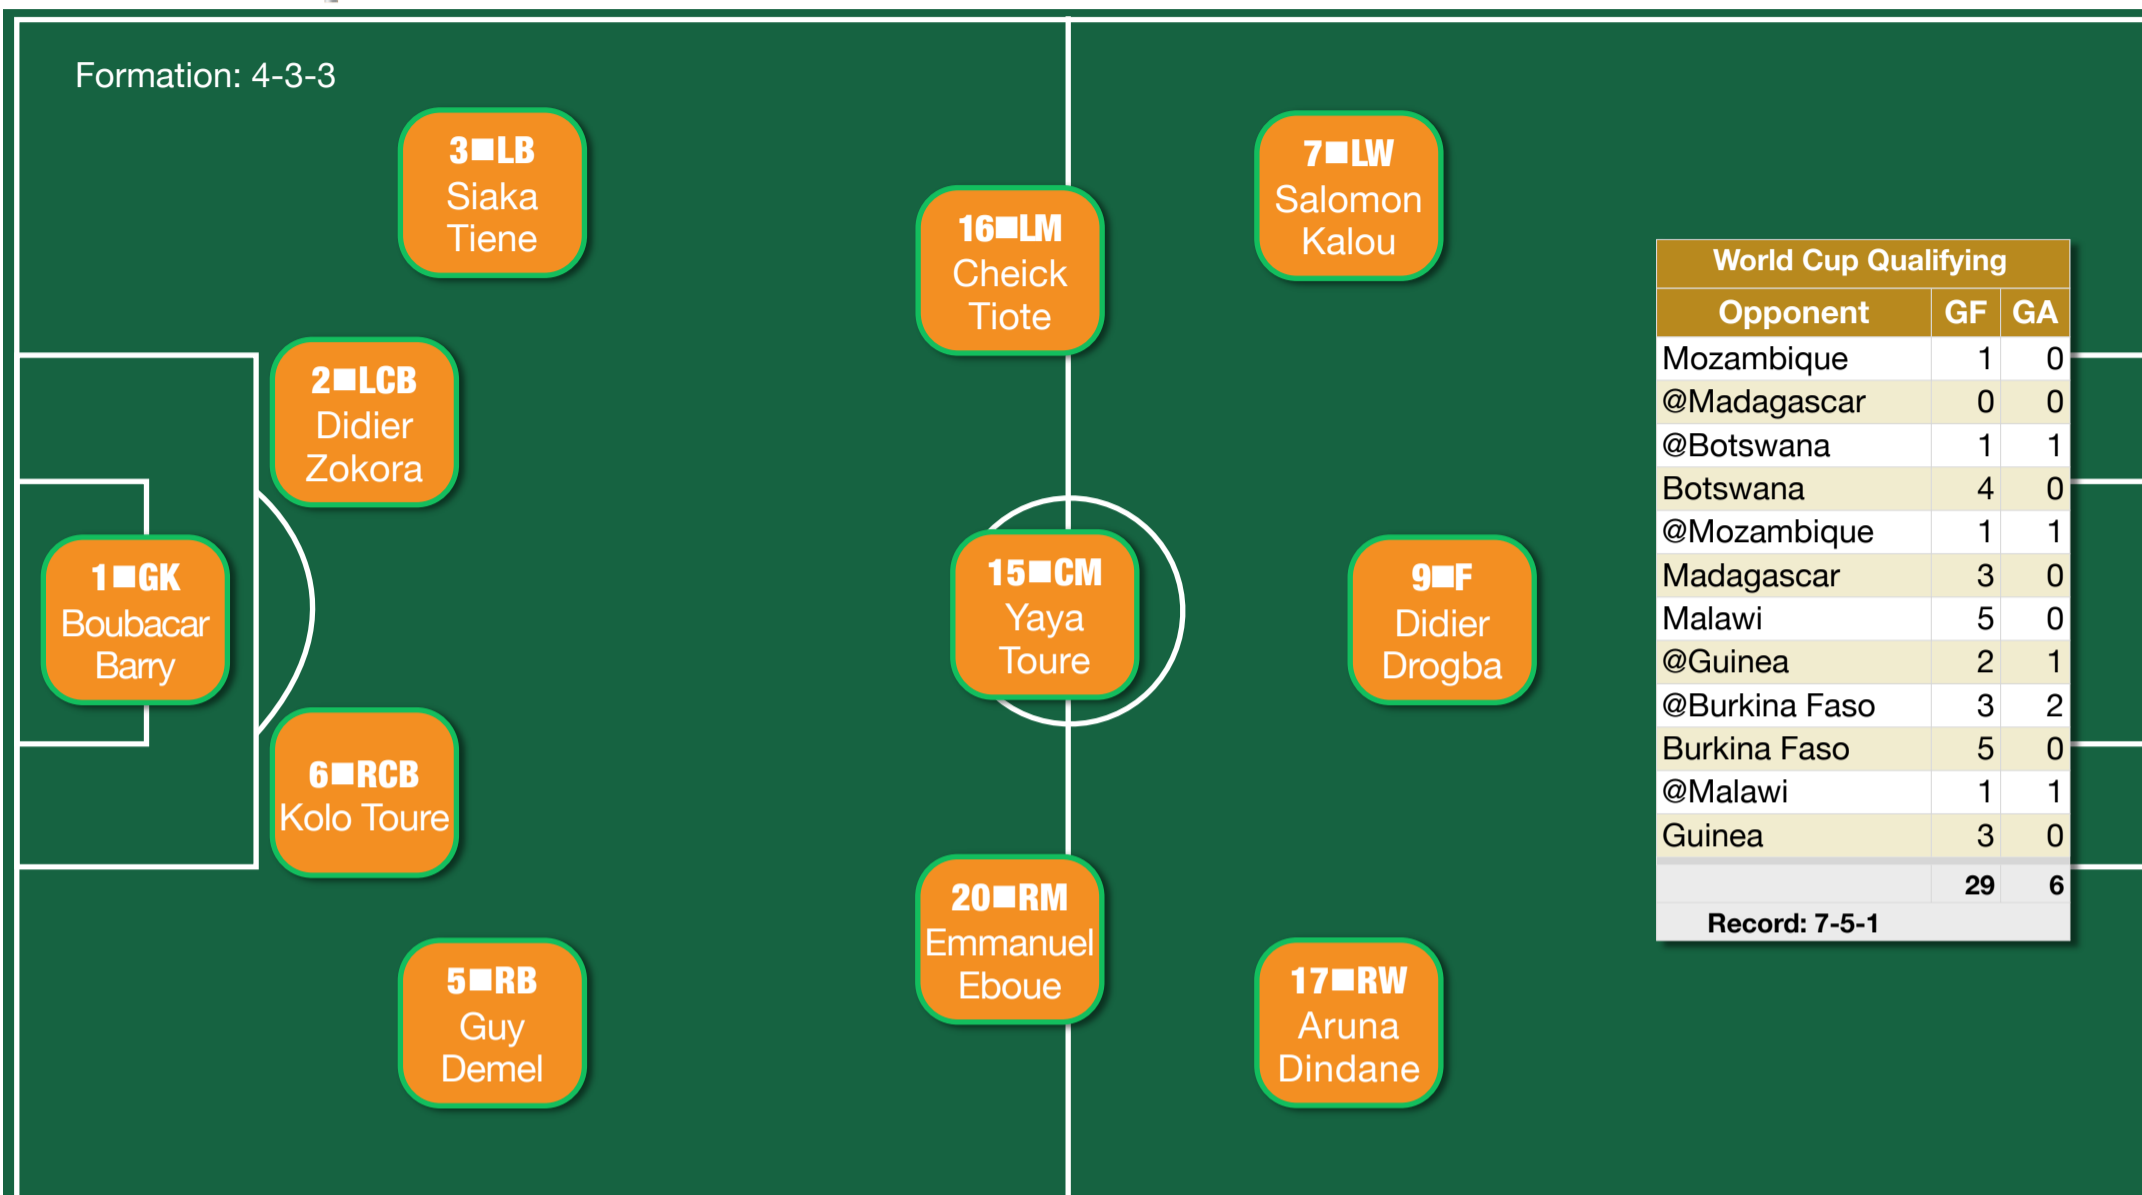 Formation: 4-3-3
3■LB
Siaka
Tiene
2■LCB
Didier
Zokora
1■GK
Boubacar
Barry
6■RCB
Kolo Toure
5■RB
Guy
Demel
16■LM
Cheick
Tiote
15■CM
Yaya
Toure
20■RM
Emmanuel
Eboue
7■LW
Salomon
Kalou
9■F
Didier
Drogba
17■RW
Aruna
Dindane
World Cup Qualifying
Opponent GF GA
Mozambique 1 0
@Madagascar 0 0
@Botswana 1 1
Botswana 4 0
@Mozambique 1 1
Madagascar 3 0
Malawi 5 0
@Guinea 2 1
@Burkina Faso 3 2
Burkina Faso 5 0
@Malawi 1 1
Guinea 3 0
29 6
Record: 7-5-1